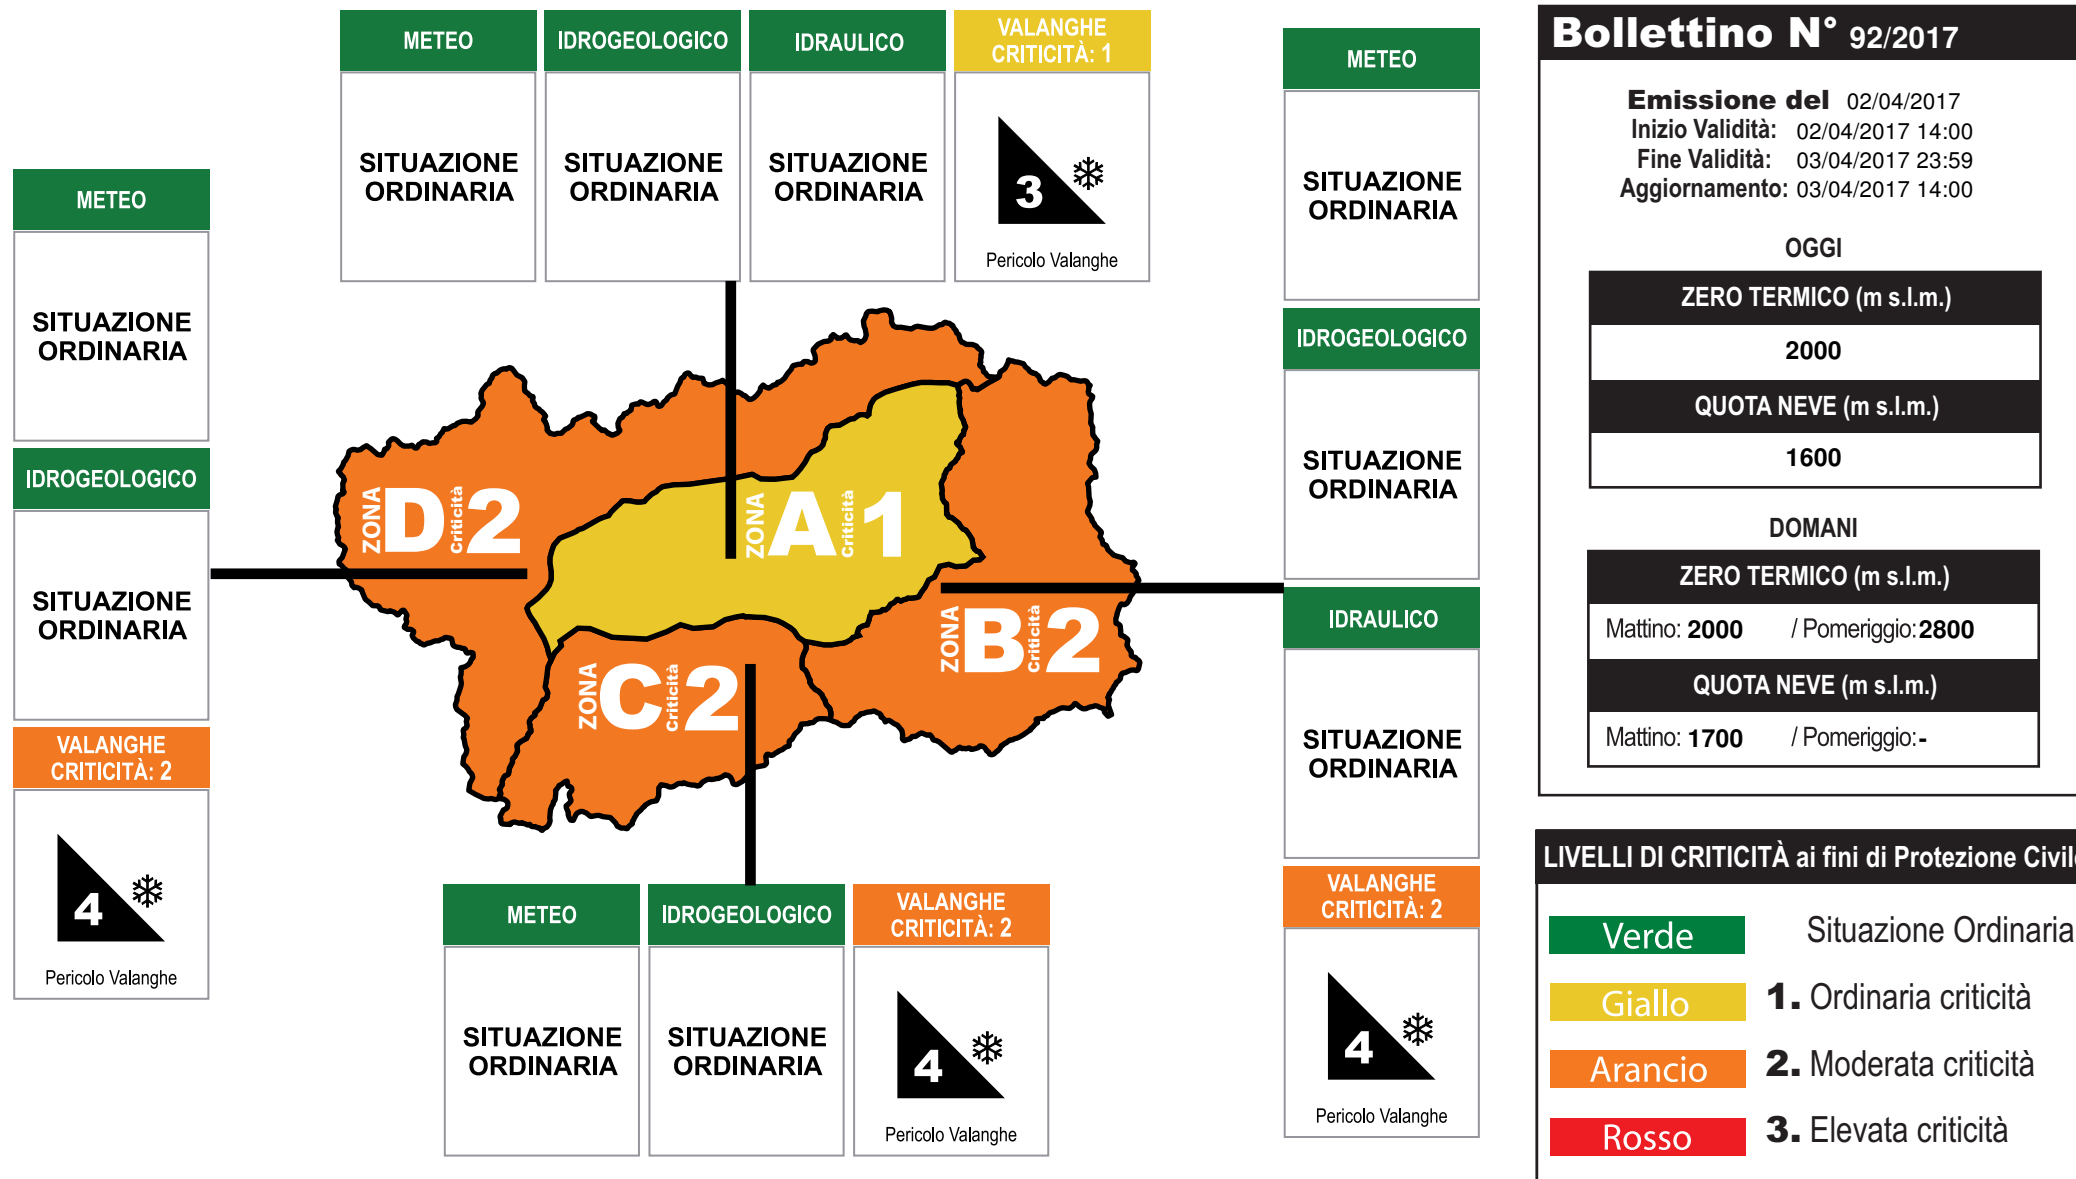 METEO
IDROGEOLOGICO
IDRAULICO
VALANGHE
CRITICITÀ: 1
SITUAZIONE
ORDINARIA
SITUAZIONE
ORDINARIA
SITUAZIONE
ORDINARIA
3
Pericolo Valanghe
METEO
SITUAZIONE
ORDINARIA
IDROGEOLOGICO
SITUAZIONE
ORDINARIA
VALANGHE
CRITICITÀ: 2
4
Pericolo Valanghe
ZONA D Criticità 2
ZONA A Criticità 1
ZONA B Criticità 2
ZONA C Criticità 2
METEO
IDROGEOLOGICO
VALANGHE
CRITICITÀ: 2
SITUAZIONE
ORDINARIA
SITUAZIONE
ORDINARIA
4
Pericolo Valanghe
METEO
SITUAZIONE
ORDINARIA
IDROGEOLOGICO
SITUAZIONE
ORDINARIA
IDRAULICO
SITUAZIONE
ORDINARIA
VALANGHE
CRITICITÀ: 2
4
Pericolo Valanghe
Bollettino N° 92/2017
Emissione del 02/04/2017
Inizio Validità: 02/04/2017 14:00
Fine Validità: 03/04/2017 23:59
Aggiornamento: 03/04/2017 14:00
OGGI
ZERO TERMICO (m s.l.m.)
2000
QUOTA NEVE (m s.l.m.)
1600
DOMANI
ZERO TERMICO (m s.l.m.)
Mattino: 2000 / Pomeriggio: 2800
QUOTA NEVE (m s.l.m.)
Mattino: 1700 / Pomeriggio: -
LIVELLI DI CRITICITÀ ai fini di Protezione Civile
Verde Situazione Ordinaria
Giallo 1. Ordinaria criticità
Arancio 2. Moderata criticità
Rosso 3. Elevata criticità